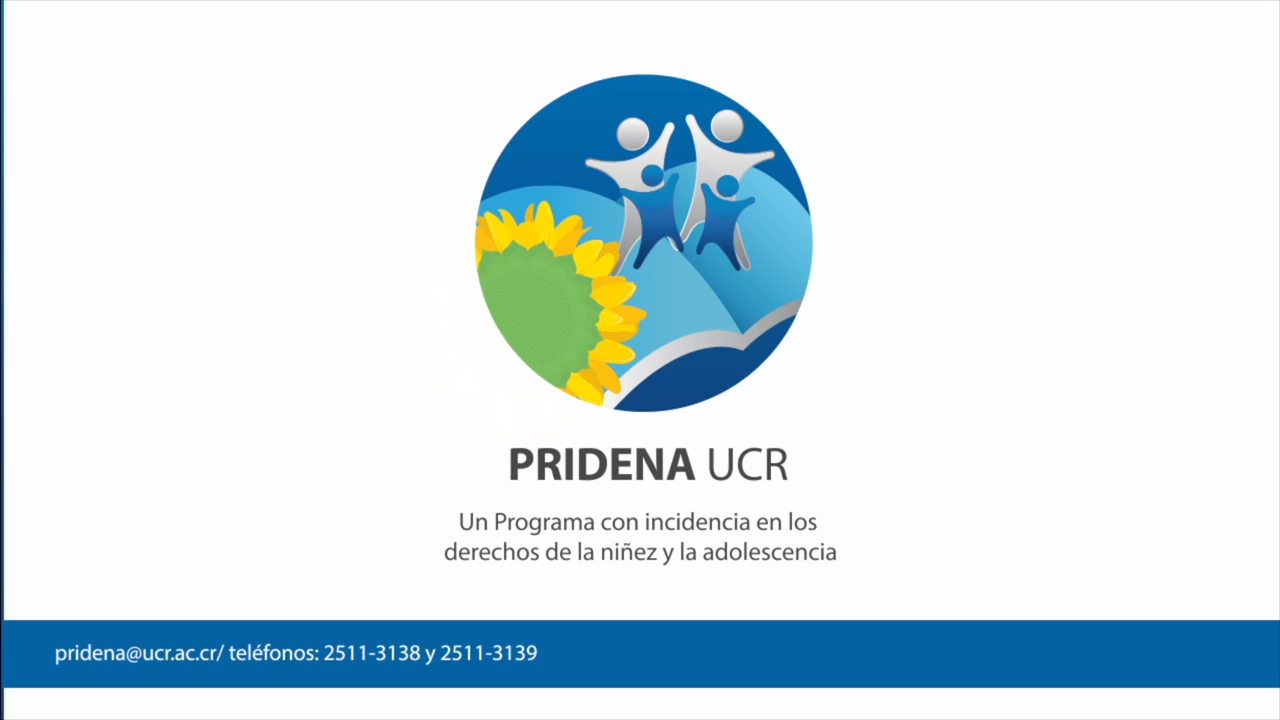 PRIDENA UCR
Un Programa con incidencia en los
derechos de la niñez y la adolescencia
pridena@ucr.ac.cr/ teléfonos: 2511-3138 y 2511-3139